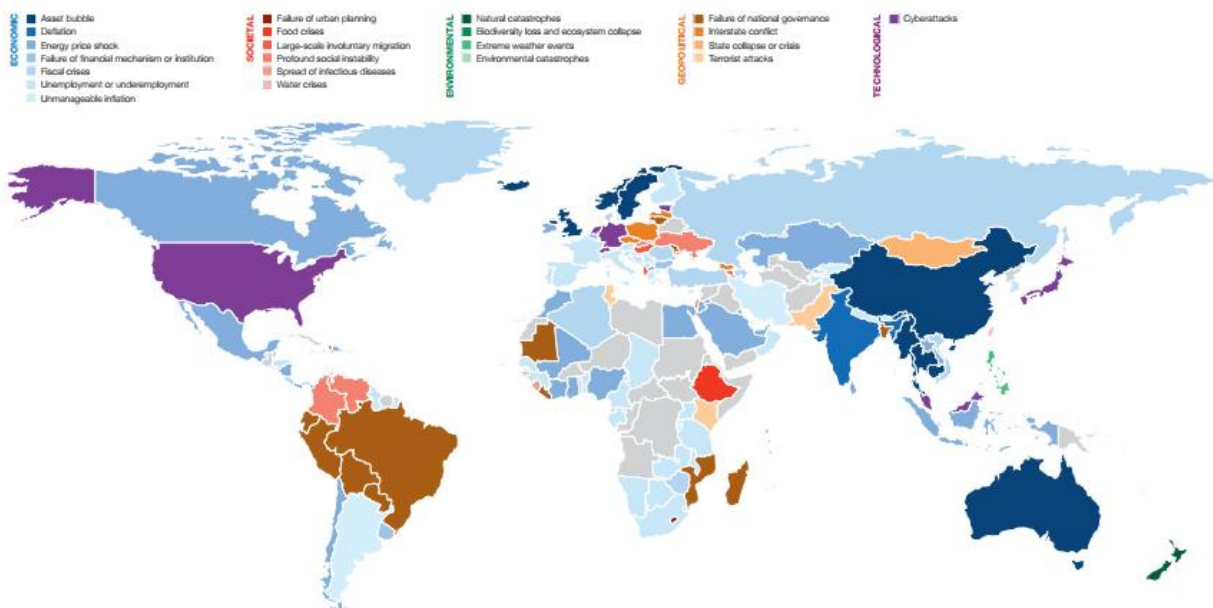 ECONOMIC
Asset bubble
Deflation
Energy price shock
Failure of financial mechanism or institution
Fiscal crises
Unemployment or underemployment
Unmanageable inflation
SOCIETAL
Failure of urban planning
Food crises
Large-scale involuntary migration
Profound social instability
Spread of infectious diseases
Water crises
ENVIRONMENTAL
Natural catastrophes
Biodiversity loss and ecosystem collapse
Extreme weather events
Environmental catastrophes
GEOPOLITICAL
Failure of national governance
Interstate conflict
State collapse or crisis
Terrorist attacks
TECHNOLOGICAL
Cyberattacks